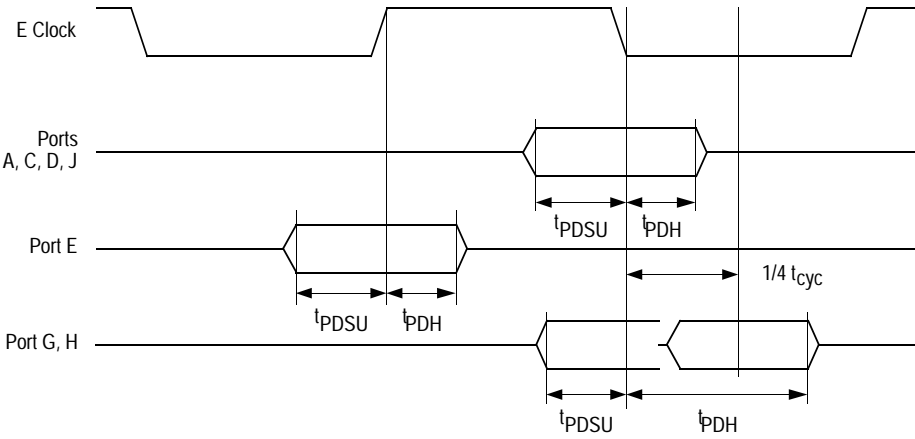 E Clock
Ports
A, C, D, J
tPDSU tPDH
Port E
1/4 tcyc
tPDSU tPDH
Port G, H
tPDSU tPDH